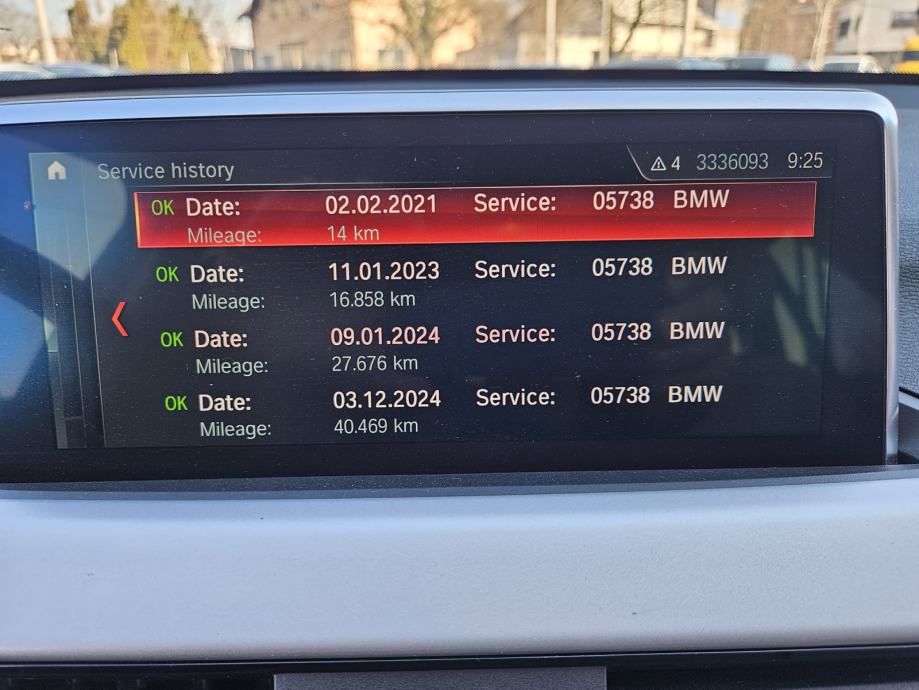 Service history 4 3336093 9:25
OK Date: 02.02.2021 Service: 05738 BMW
Mileage: 14 km
OK Date: 11.01.2023 Service: 05738 BMW
Mileage: 16.858 km
OK Date: 09.01.2024 Service: 05738 BMW
Mileage: 27.676 km
OK Date: 03.12.2024 Service: 05738 BMW
Mileage: 40.469 km